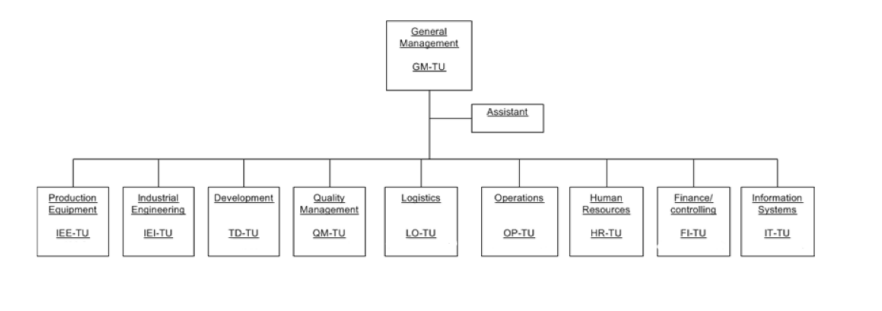 General
Management
GM-TU
Assistant
Production
Equipment
IEE-TU
Industrial
Engineering
IEI-TU
Development
TD-TU
Quality
Management
QM-TU
Logistics
LO-TU
Operations
OP-TU
Human
Resources
HR-TU
Finance/
controlling
FI-TU
Information
Systems
IT-TU